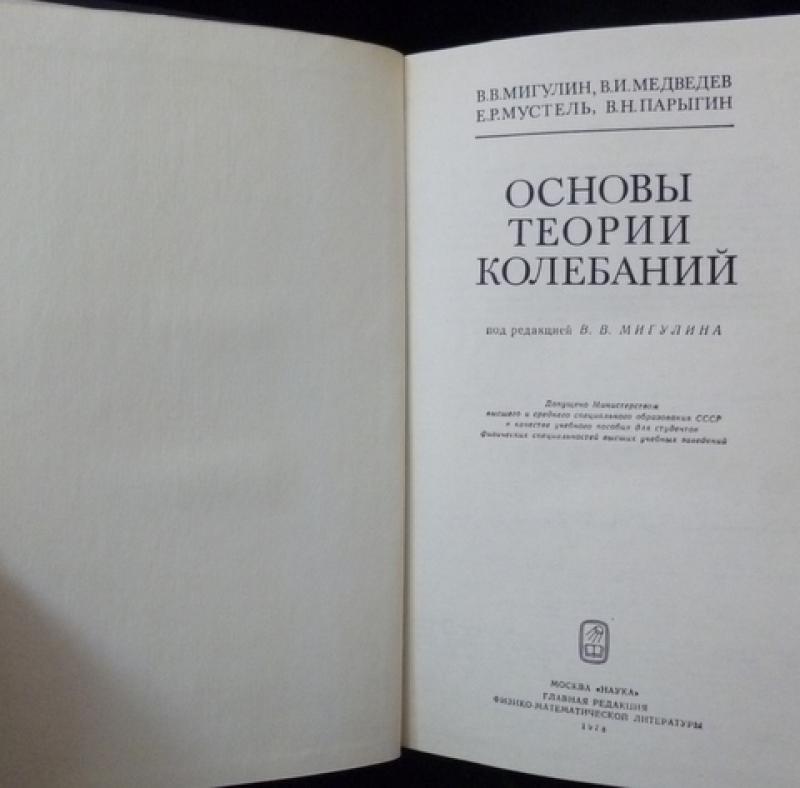 В.В.МИГУЛИН, В.И.МЕДВЕДЕВ
Е.Р.МУСТЕЛЬ, В.Н.ПАРЫГИН
ОСНОВЫ
ТЕОРИИ
КОЛЕБАНИЙ
под редакцией В. В. МИГУЛИНА
Допущено Министерством
высшего и среднего специального образования СССР
в качестве учебного пособия для студентов
физических специальностей высших учебных заведений
МОСКВА «НАУКА»
ГЛАВНАЯ РЕДАКЦИЯ
ФИЗИКО-МАТЕМАТИЧЕСКОЙ ЛИТЕРАТУРЫ
1978